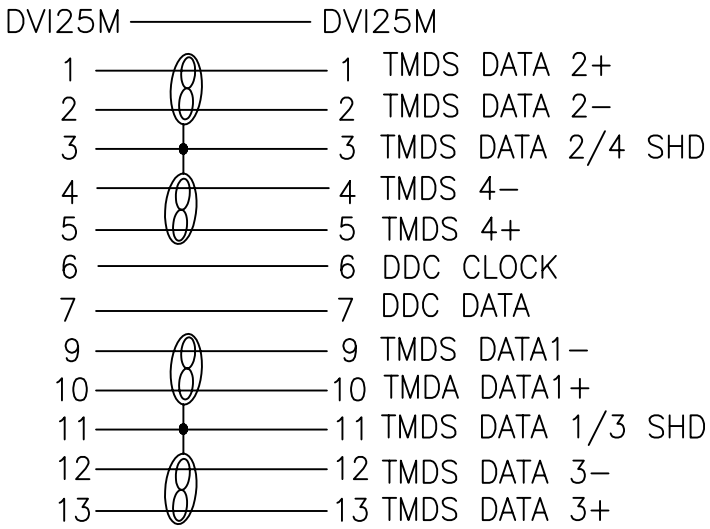 DVI25M DVI25M
1 1 TMDS DATA 2+
2 2 TMDS DATA 2-
3 3 TMDS DATA 2/4 SHD
4 4 TMDS 4-
5 5 TMDS 4+
6 6 DDC CLOCK
7 7 DDC DATA
9 9 TMDS DATA1-
10 10 TMDA DATA1+
11 11 TMDS DATA 1/3 SHD
12 12 TMDS DATA 3-
13 13 TMDS DATA 3+